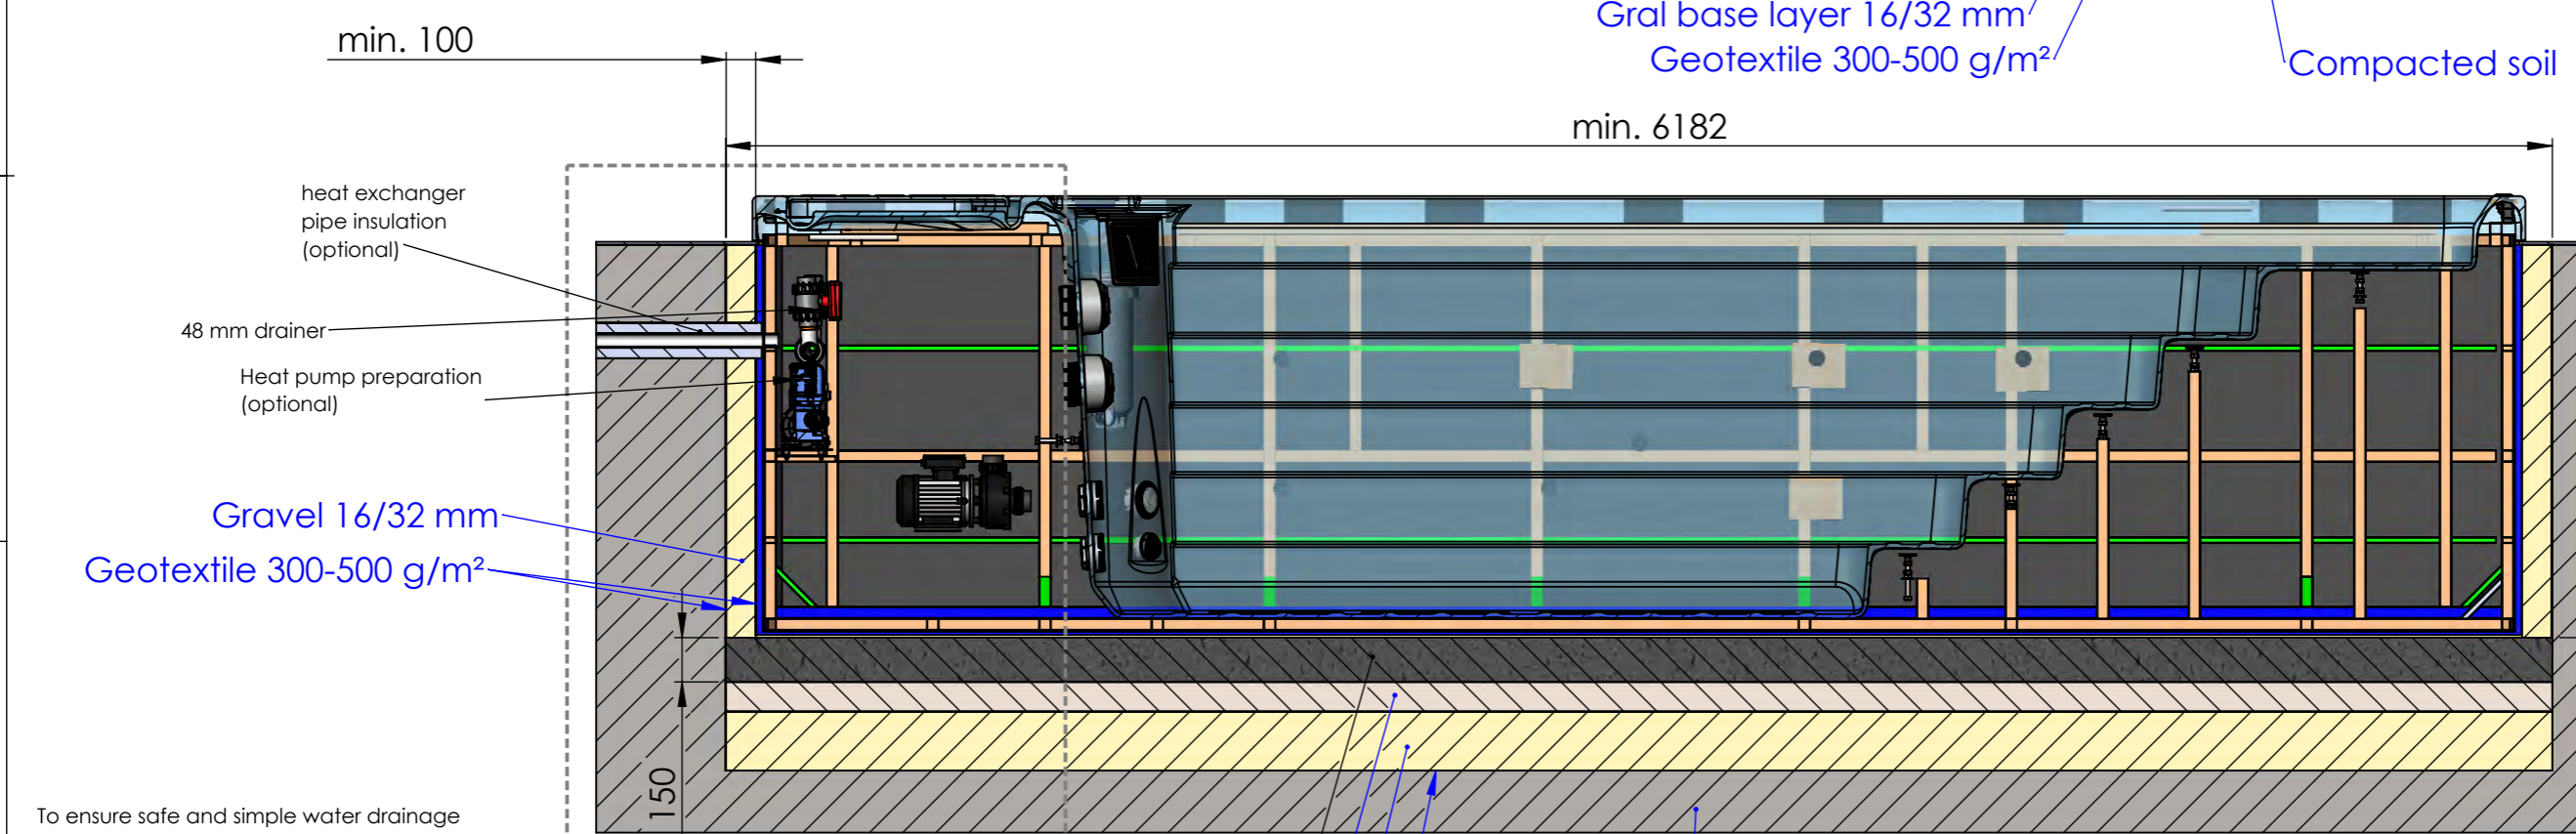 Gral base layer 16/32 mm
Geotextile 300-500 g/m²
Compacted soil
min. 100
min. 6182
heat exchanger
pipe insulation
(optional)
48 mm drainer
Heat pump preparation
(optional)
Gravel 16/32 mm
Geotextile 300-500 g/m²
150
To ensure safe and simple water drainage